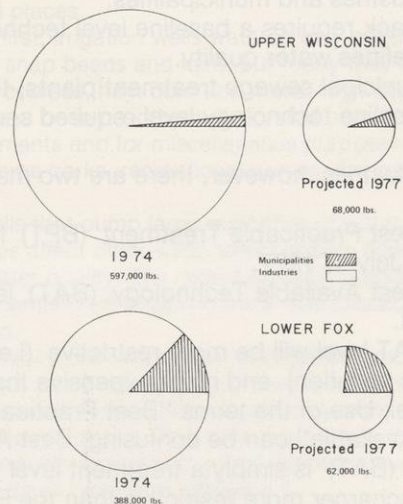 UPPER WISCONSIN
Projected 1977
68,000 lbs.
1974
597,000 lbs.
Municipalities
Industries
LOWER FOX
Projected 1977
62,000 lbs.
1974
388,000 lbs.